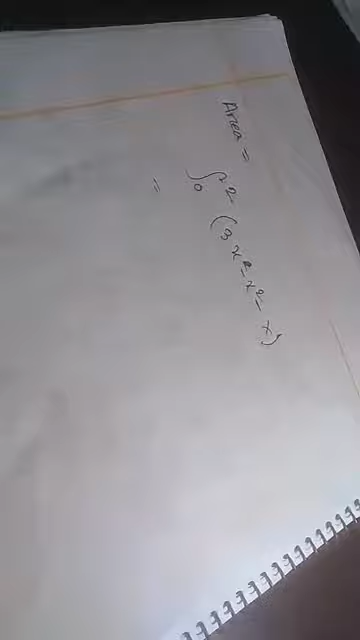 Area =
∫₀² (3x² - x² - x)
=